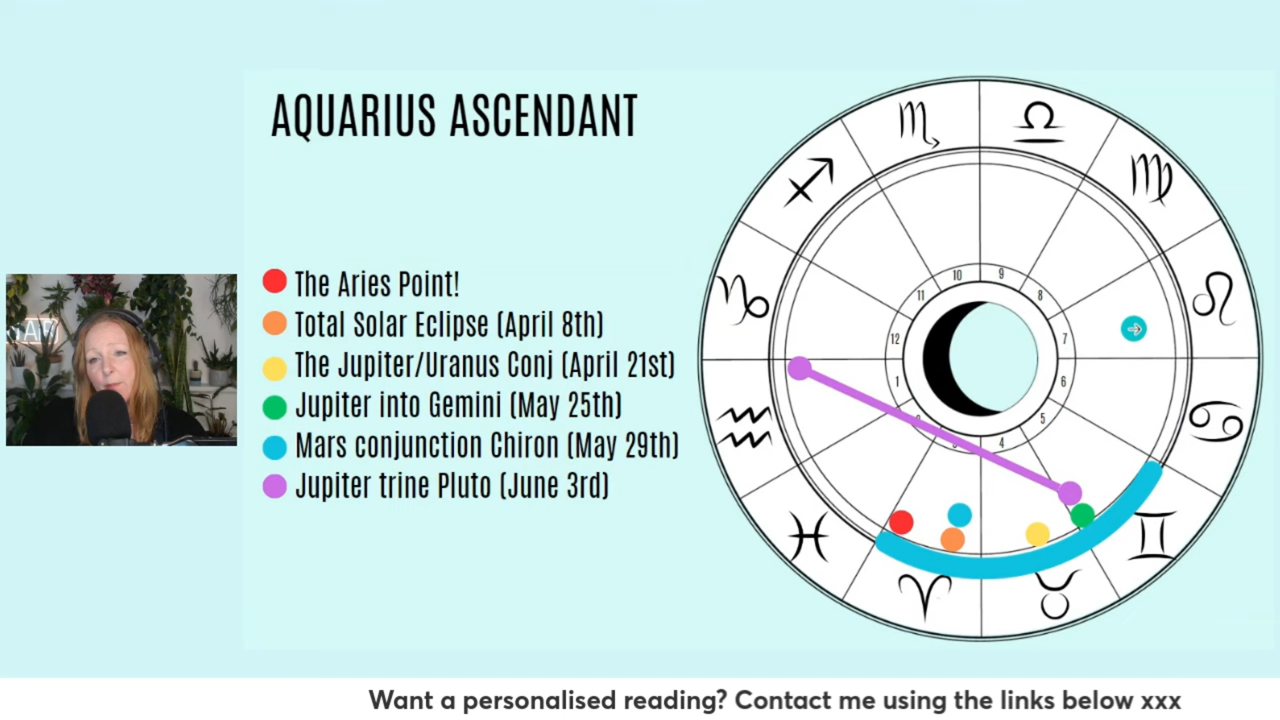 AQUARIUS ASCENDANT
The Aries Point!
Total Solar Eclipse (April 8th)
The Jupiter/Uranus Conj (April 21st)
Jupiter into Gemini (May 25th)
Mars conjunction Chiron (May 29th)
Jupiter trine Pluto (June 3rd)
♏ ♎
♐ ♍
♑ ♌
♒ ♋
♓ ♊
♈ ♉
10 9
11 8
12 7
1 6
5
4
Want a personalised reading? Contact me using the links below xxx